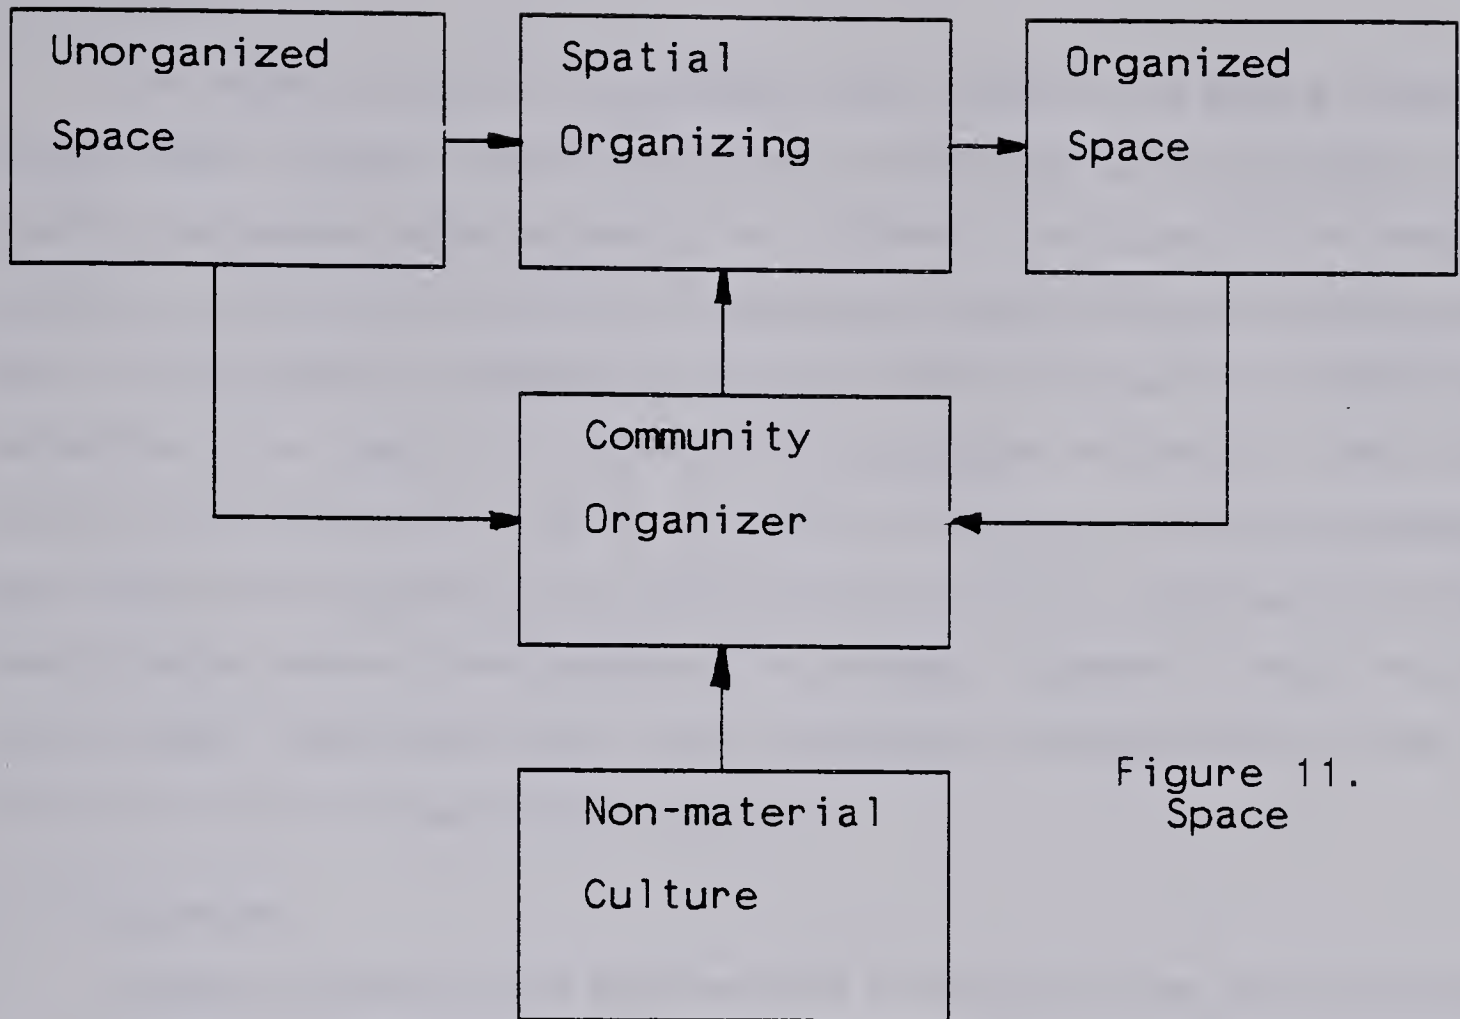 Unorganized
Space
Spatial
Organizing
Organized
Space
Community
Organizer
Non-material
Culture
Figure 11.
Space